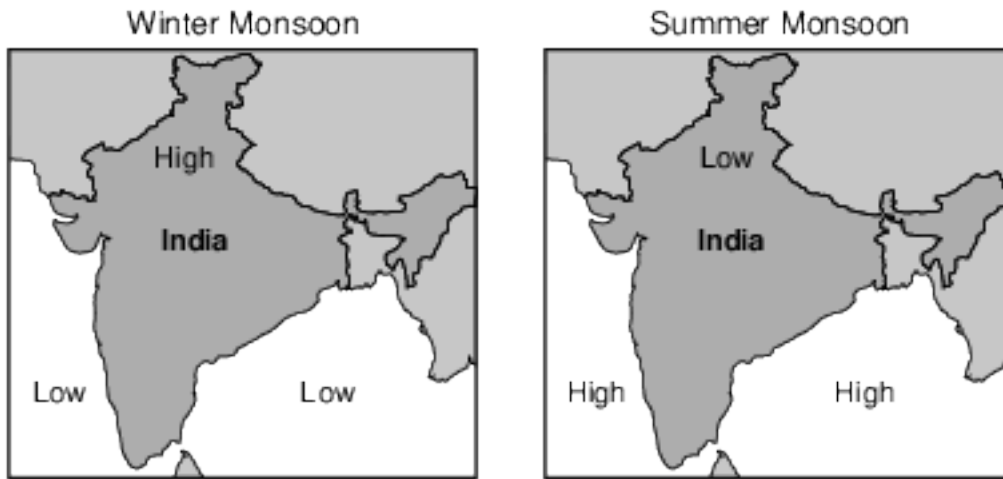 Winter Monsoon
High
India
Low
Low
Summer Monsoon
Low
India
High
High